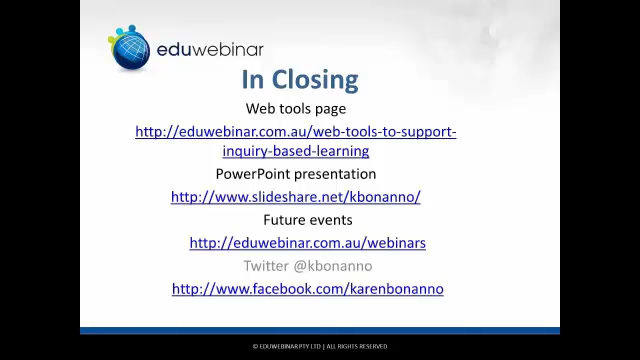 eduwebinar
In Closing
Web tools page
http://eduwebinar.com.au/web-tools-to-support-
inquiry-based-learning
PowerPoint presentation
http://www.slideshare.net/kbonanno/
Future events
http://eduwebinar.com.au/webinars
Twitter @kbonanno
http://www.facebook.com/karenbonanno
© EDUWEBINAR PTY LTD | ALL RIGHTS RESERVED